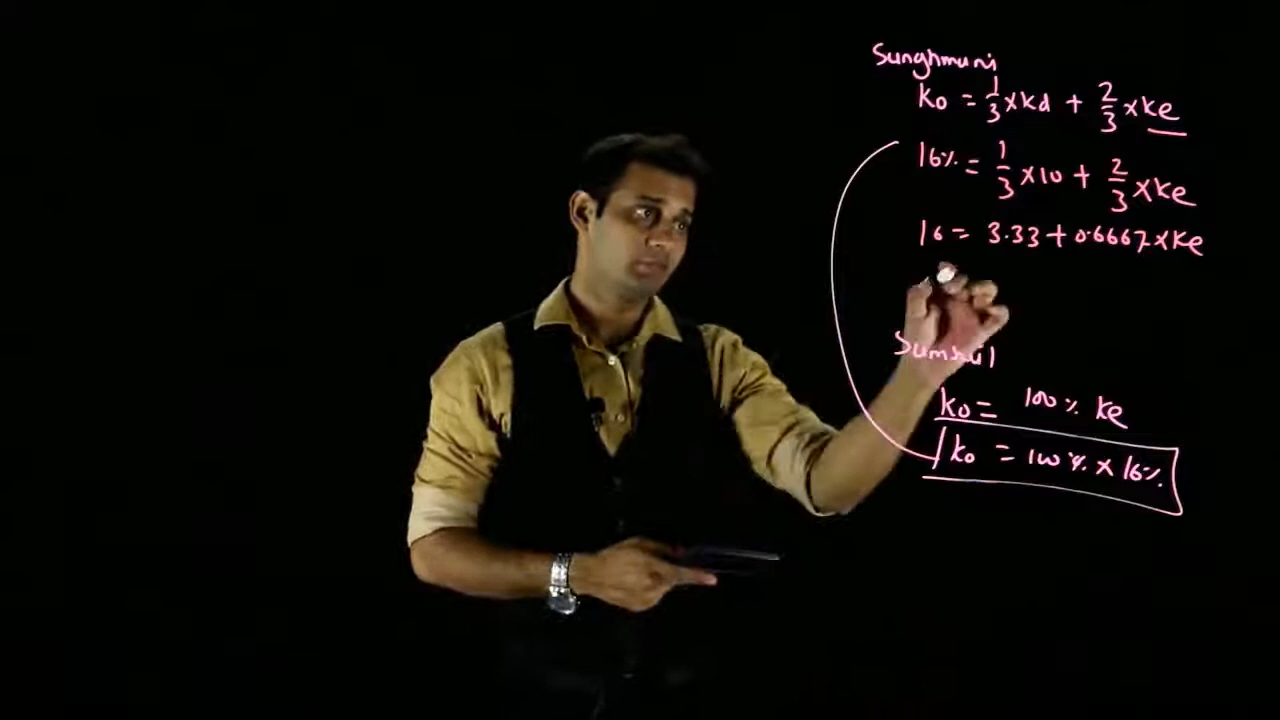 Sunghmuni
Ko = 1/3 x Kd + 2/3 x Ke
16% = 1/3 x 10 + 2/3 x Ke
16 = 3.33 + 0.6667 x Ke
Ko = 100% Ke
Ko = 100% x 16%